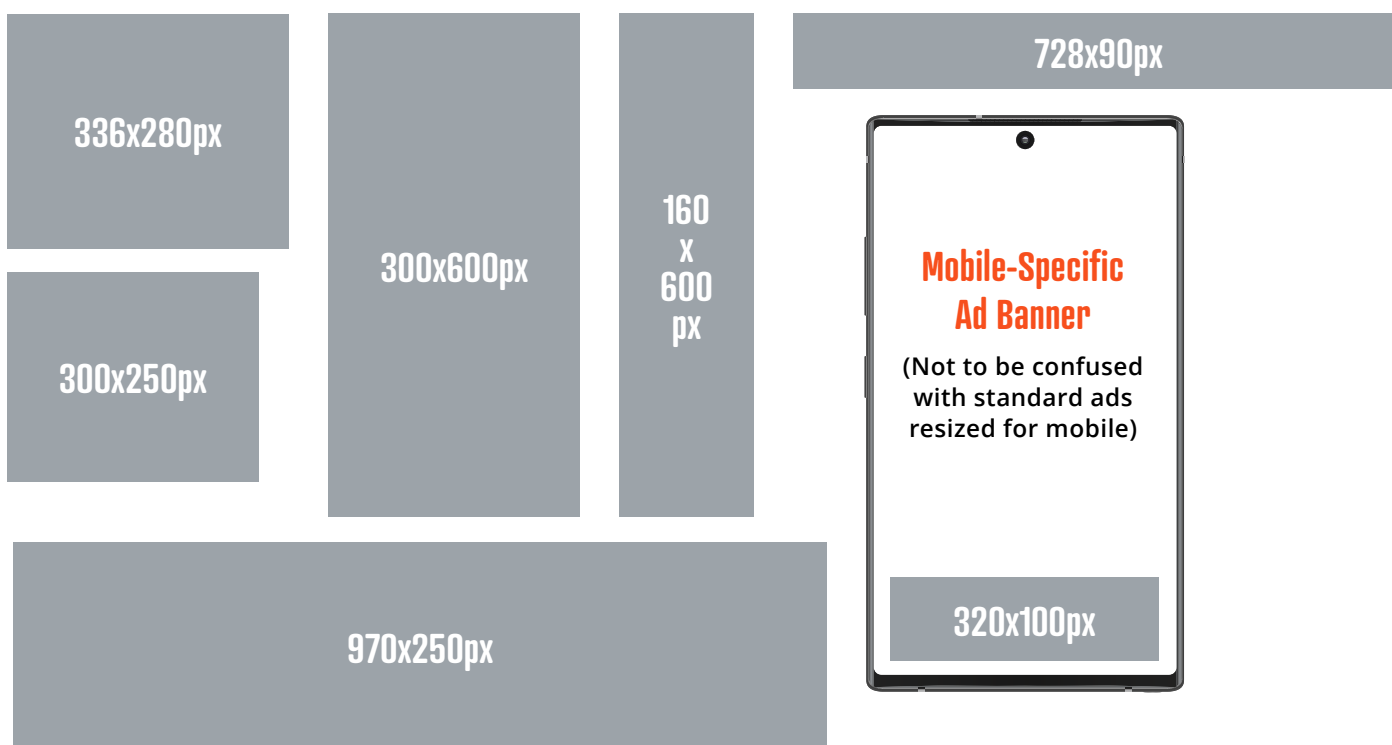 336x280px
300x250px
300x600px
160
x
600
px
728x90px
Mobile-Specific
Ad Banner
(Not to be confused
with standard ads
resized for mobile)
320x100px
970x250px